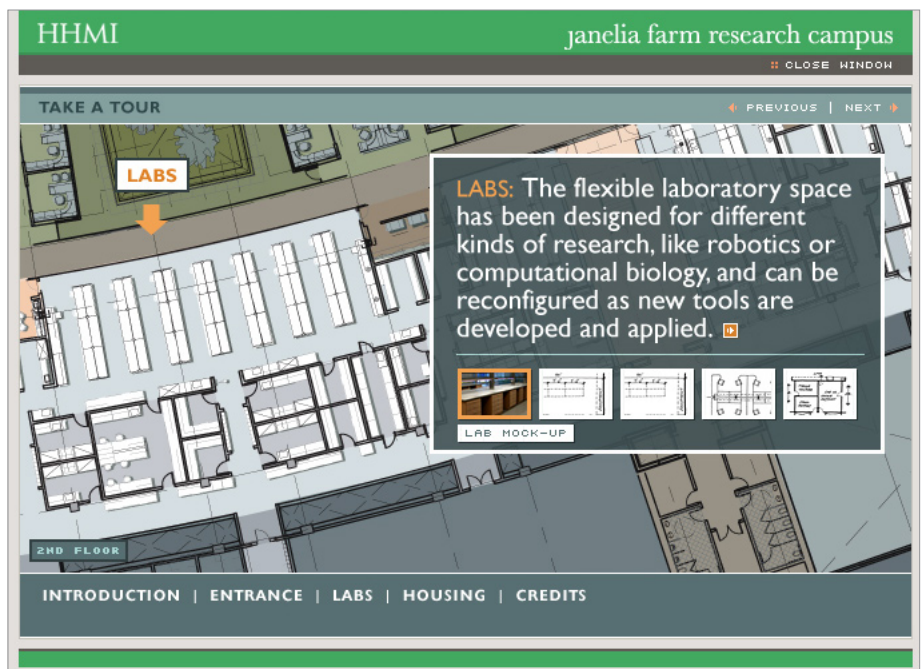 HHMI
janelia farm research campus
CLOSE WINDOW
TAKE A TOUR
PREVIOUS | NEXT
LABS
LABS: The flexible laboratory space
has been designed for different
kinds of research, like robotics or
computational biology, and can be
reconfigured as new tools are
developed and applied.
LAB MOCK-UP
2ND FLOOR
INTRODUCTION | ENTRANCE | LABS | HOUSING | CREDITS